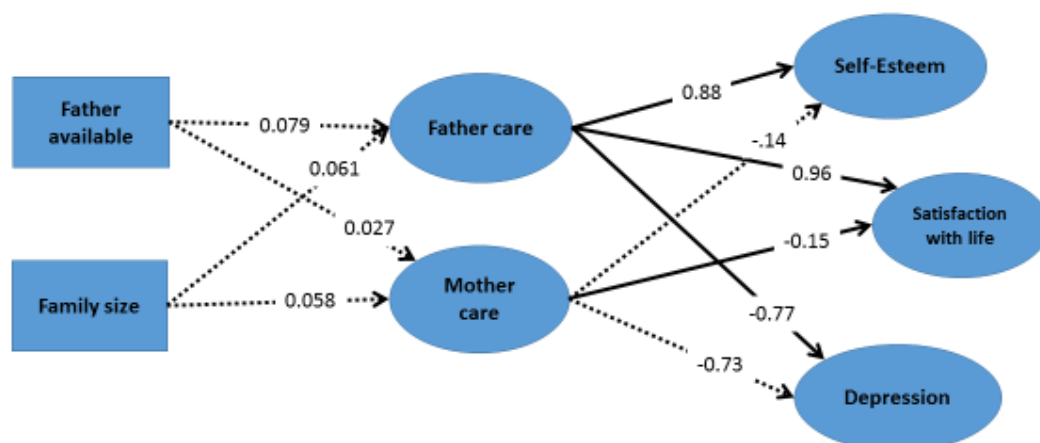 Self-Esteem
Father
available
0.079
Father care
0.88
-.14
0.061
0.96
0.027
Satisfaction
with life
-0.15
Family size
0.058
Mother
care
-0.77
-0.73
Depression